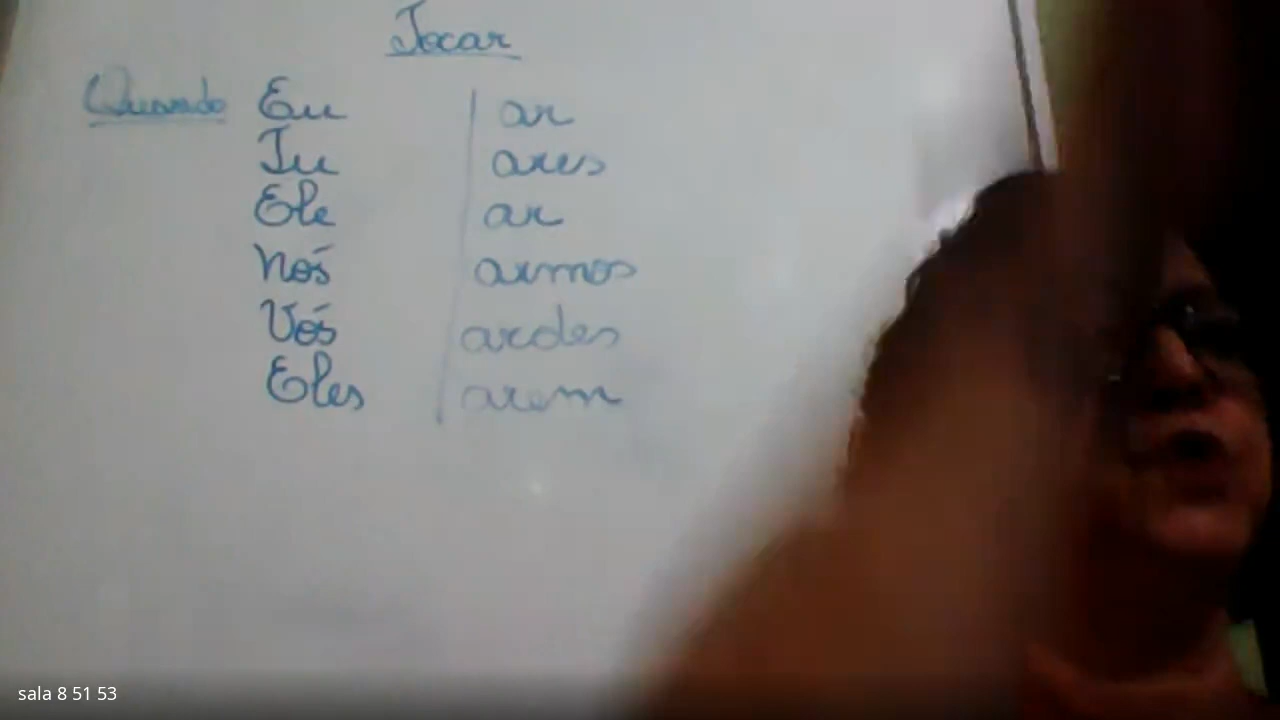 Tocar
Quando Eu ar
Tu ares
Ele ar
Nós armos
Vós ardes
Eles arem
sala 8 51 53